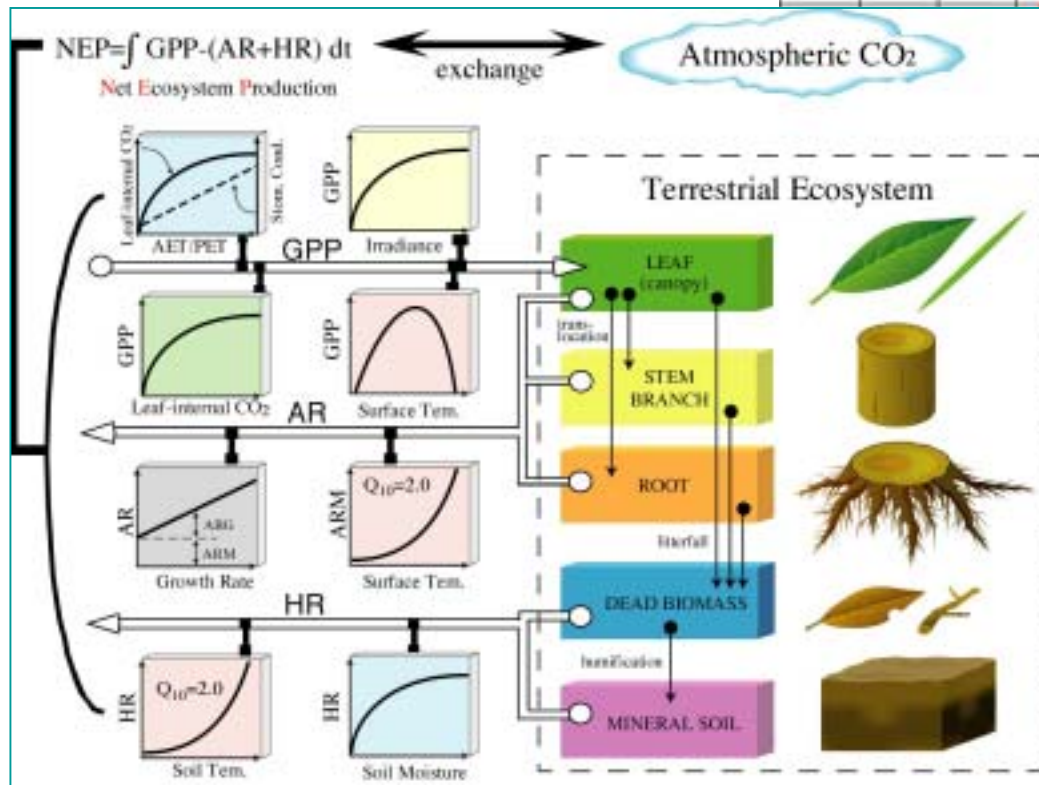 NEP=∫ GPP-(AR+HR) dt
exchange
Atmospheric CO₂
Net Ecosystem Production
Leaf-internal CO₂
Stom. Cond.
AET/PET
GPP
Irradiance
GPP
GPP
Leaf-internal CO₂
GPP
Surface Tem.
AR
AR
ARG
ARM
Growth Rate
ARM
Q₁₀=2.0
Surface Tem.
HR
HR
Q₁₀=2.0
Soil Tem.
HR
Soil Moisture
Terrestrial Ecosystem
LEAF
(canopy)
trans-
location
STEM
BRANCH
ROOT
litterfall
DEAD BIOMASS
humification
MINERAL SOIL